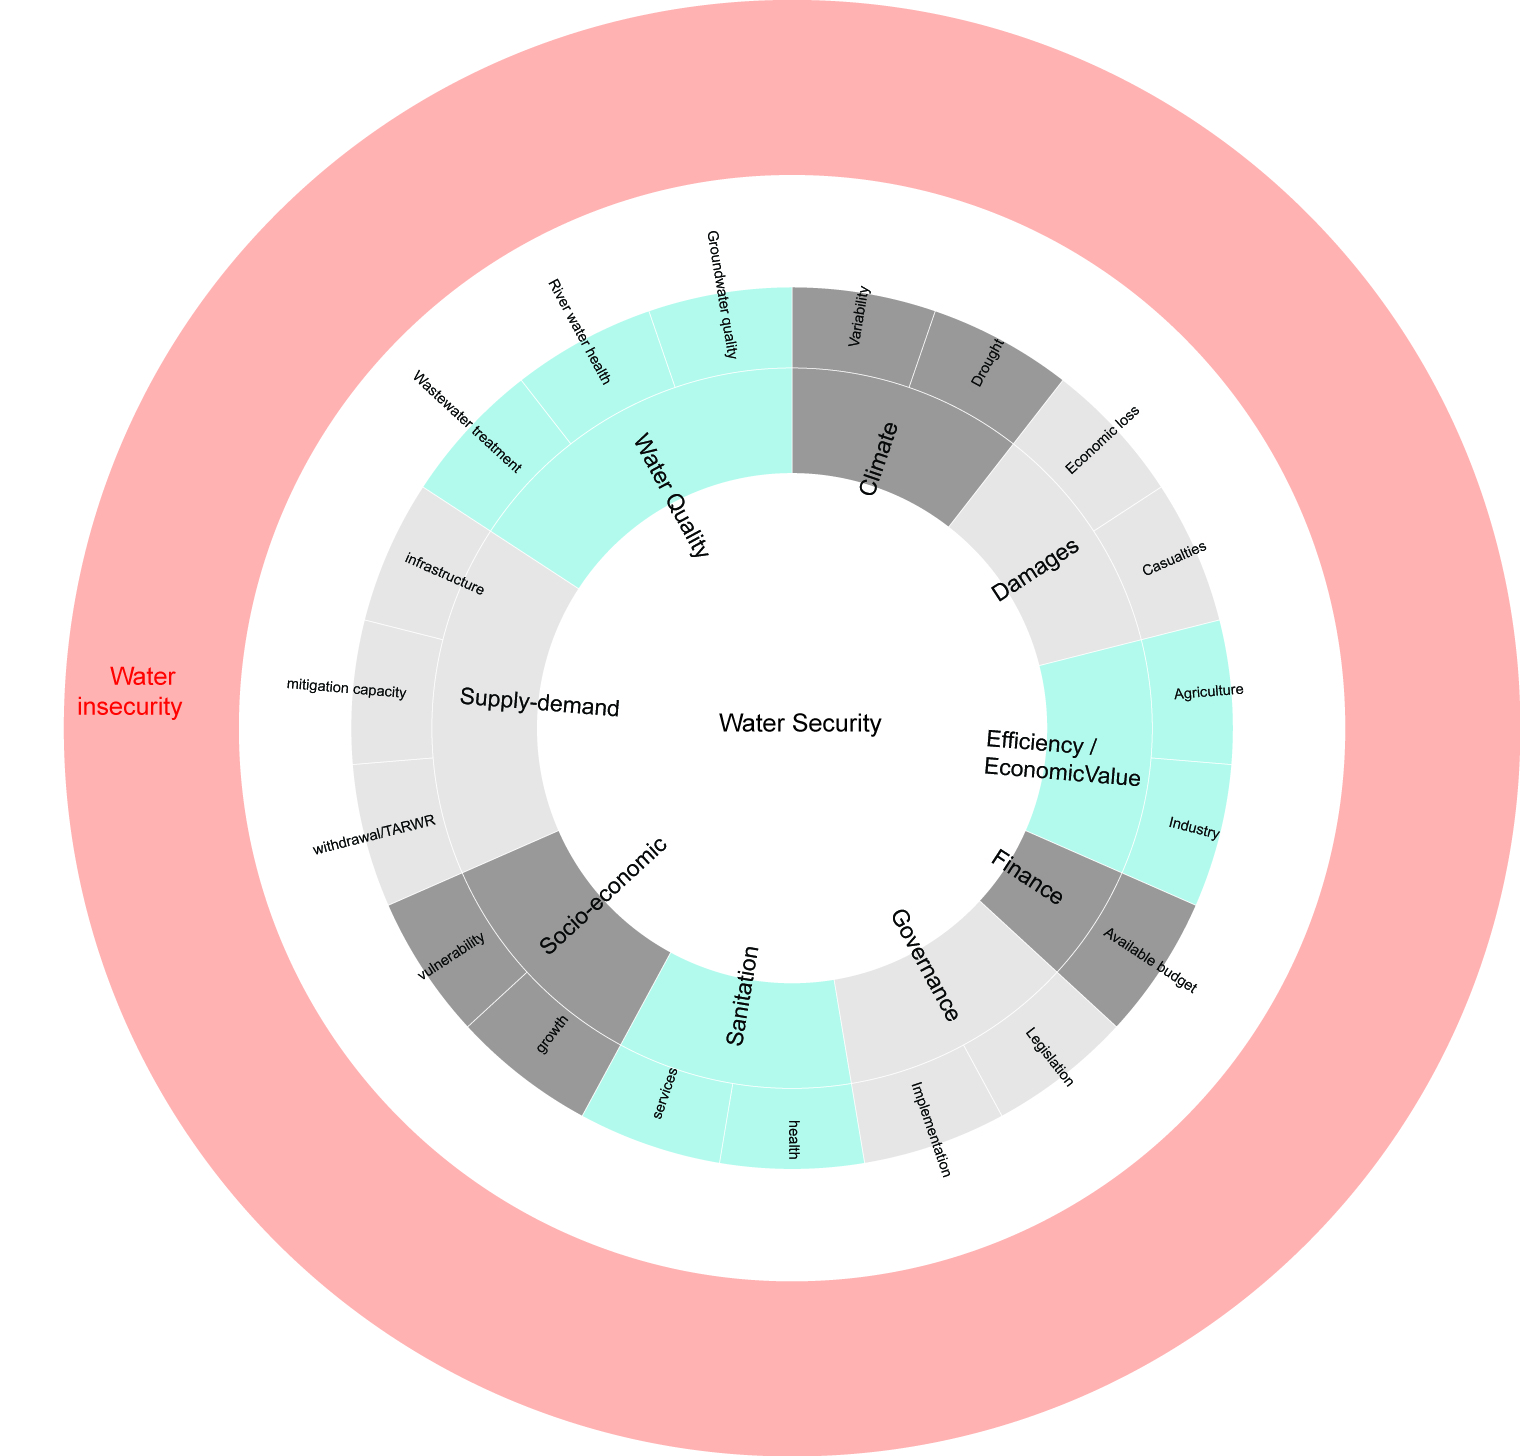 Groundwater quality
Variability
River water health
Drought
Wastewater treatment
Economic loss
Climate
Water Quality
infrastructure
Damages
Casualties
Water
insecurity
mitigation capacity
Supply-demand
Water Security
Efficiency /
EconomicValue
Agriculture
withdrawal/TARWR
Industry
Socio-economic
Finance
vulnerability
Governance
Available budget
Sanitation
growth
Legislation
services
health
Implementation